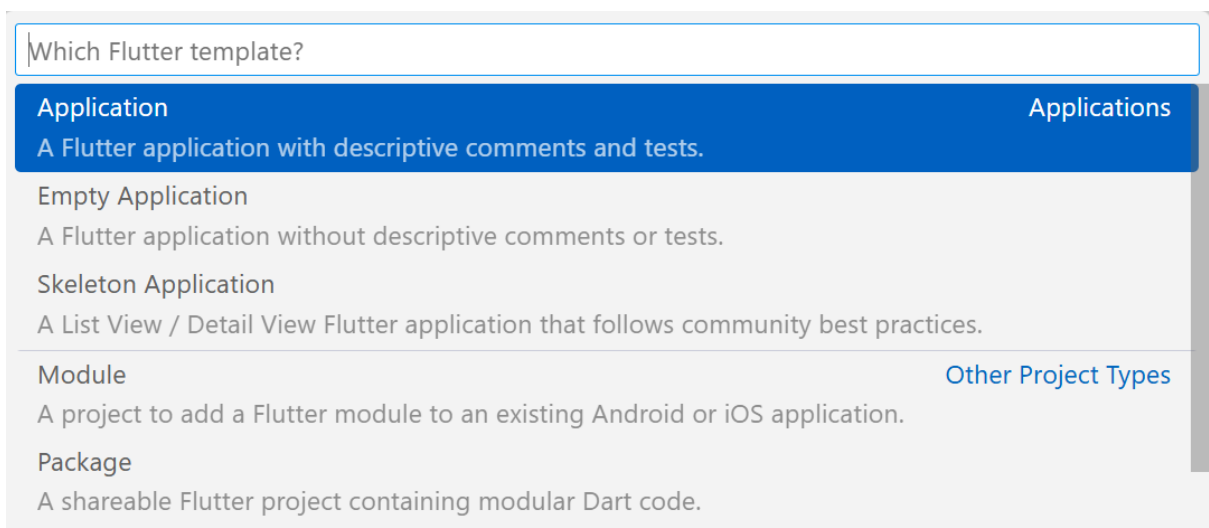 Which Flutter template?
Application Applications
A Flutter application with descriptive comments and tests.
Empty Application
A Flutter application without descriptive comments or tests.
Skeleton Application
A List View / Detail View Flutter application that follows community best practices.
Module Other Project Types
A project to add a Flutter module to an existing Android or iOS application.
Package
A shareable Flutter project containing modular Dart code.